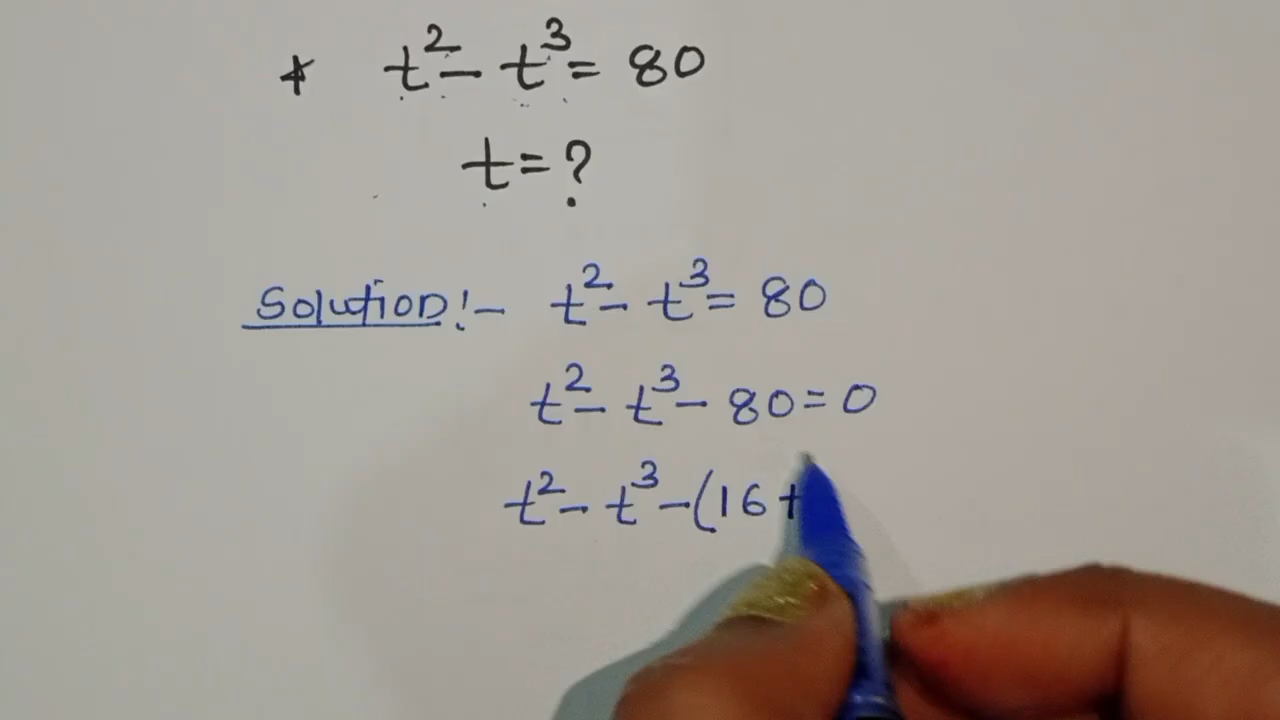 * t² - t³ = 80
t = ?
Solution:- t² - t³ = 80
t² - t³ - 80 = 0
t² - t³ - (16 +